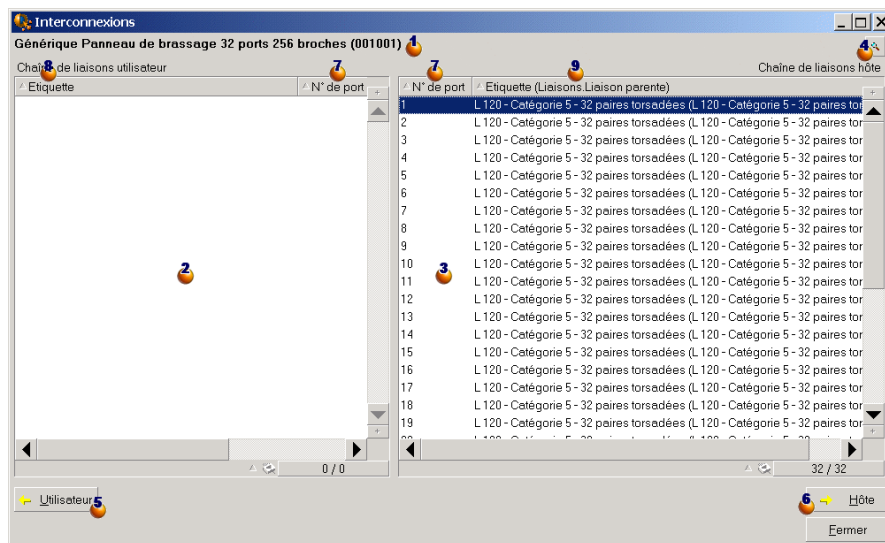 Interconnexions
Générique Panneau de brassage 32 ports 256 broches (001001) 1
4
Chaîne de liaisons utilisateur 8 7 7 9 Chaîne de liaisons hôte
Etiquette N° de port N° de port Etiquette (Liaisons.Liaison parente)
1 L 120 - Catégorie 5 - 32 paires torsadées (L 120 - Catégorie 5 - 32 paires tor
2 L 120 - Catégorie 5 - 32 paires torsadées (L 120 - Catégorie 5 - 32 paires tor
3 L 120 - Catégorie 5 - 32 paires torsadées (L 120 - Catégorie 5 - 32 paires tor
4 L 120 - Catégorie 5 - 32 paires torsadées (L 120 - Catégorie 5 - 32 paires tor
5 L 120 - Catégorie 5 - 32 paires torsadées (L 120 - Catégorie 5 - 32 paires tor
6 L 120 - Catégorie 5 - 32 paires torsadées (L 120 - Catégorie 5 - 32 paires tor
7 L 120 - Catégorie 5 - 32 paires torsadées (L 120 - Catégorie 5 - 32 paires tor
8 L 120 - Catégorie 5 - 32 paires torsadées (L 120 - Catégorie 5 - 32 paires tor
9 L 120 - Catégorie 5 - 32 paires torsadées (L 120 - Catégorie 5 - 32 paires tor
10 L 120 - Catégorie 5 - 32 paires torsadées (L 120 - Catégorie 5 - 32 paires tor
2 3
11 L 120 - Catégorie 5 - 32 paires torsadées (L 120 - Catégorie 5 - 32 paires tor
12 L 120 - Catégorie 5 - 32 paires torsadées (L 120 - Catégorie 5 - 32 paires tor
13 L 120 - Catégorie 5 - 32 paires torsadées (L 120 - Catégorie 5 - 32 paires tor
14 L 120 - Catégorie 5 - 32 paires torsadées (L 120 - Catégorie 5 - 32 paires tor
15 L 120 - Catégorie 5 - 32 paires torsadées (L 120 - Catégorie 5 - 32 paires tor
16 L 120 - Catégorie 5 - 32 paires torsadées (L 120 - Catégorie 5 - 32 paires tor
17 L 120 - Catégorie 5 - 32 paires torsadées (L 120 - Catégorie 5 - 32 paires tor
18 L 120 - Catégorie 5 - 32 paires torsadées (L 120 - Catégorie 5 - 32 paires tor
19 L 120 - Catégorie 5 - 32 paires torsadées (L 120 - Catégorie 5 - 32 paires tor
0 / 0 32 / 32
Utilisateur 5 6 Hôte
Fermer